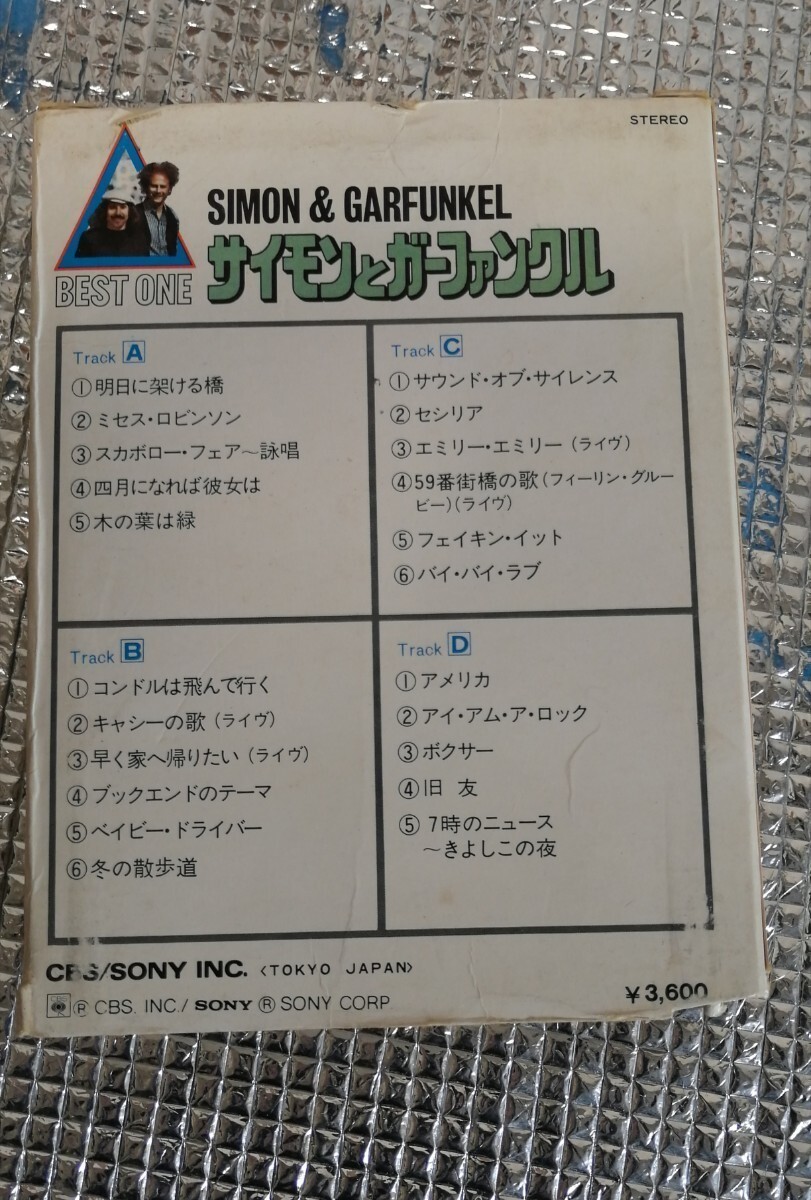 STEREO
SIMON & GARFUNKEL
サイモンとガーファンクル
BEST ONE
Track A
①明日に架ける橋
②ミセス・ロビンソン
③スカボロー・フェア～詠唱
④四月になれば彼女は
⑤木の葉は緑
Track B
①コンドルは飛んで行く
②キャシーの歌(ライヴ)
③早く家へ帰りたい(ライヴ)
④ブックエンドのテーマ
⑤ベイビー・ドライバー
⑥冬の散歩道
Track C
①サウンド・オブ・サイレンス
②セシリア
③エミリー・エミリー(ライヴ)
④59番街橋の歌(フィーリン・グルー
ビー)(ライヴ)
⑤フェイキン・イット
⑥バイ・バイ・ラブ
Track D
①アメリカ
②アイ・アム・ア・ロック
③ボクサー
④旧 友
⑤7時のニュース
～きよしこの夜
CBS/SONY INC. 〈TOKYO JAPAN〉
Ⓡ CBS. INC./ SONY Ⓡ SONY CORP
¥3,600